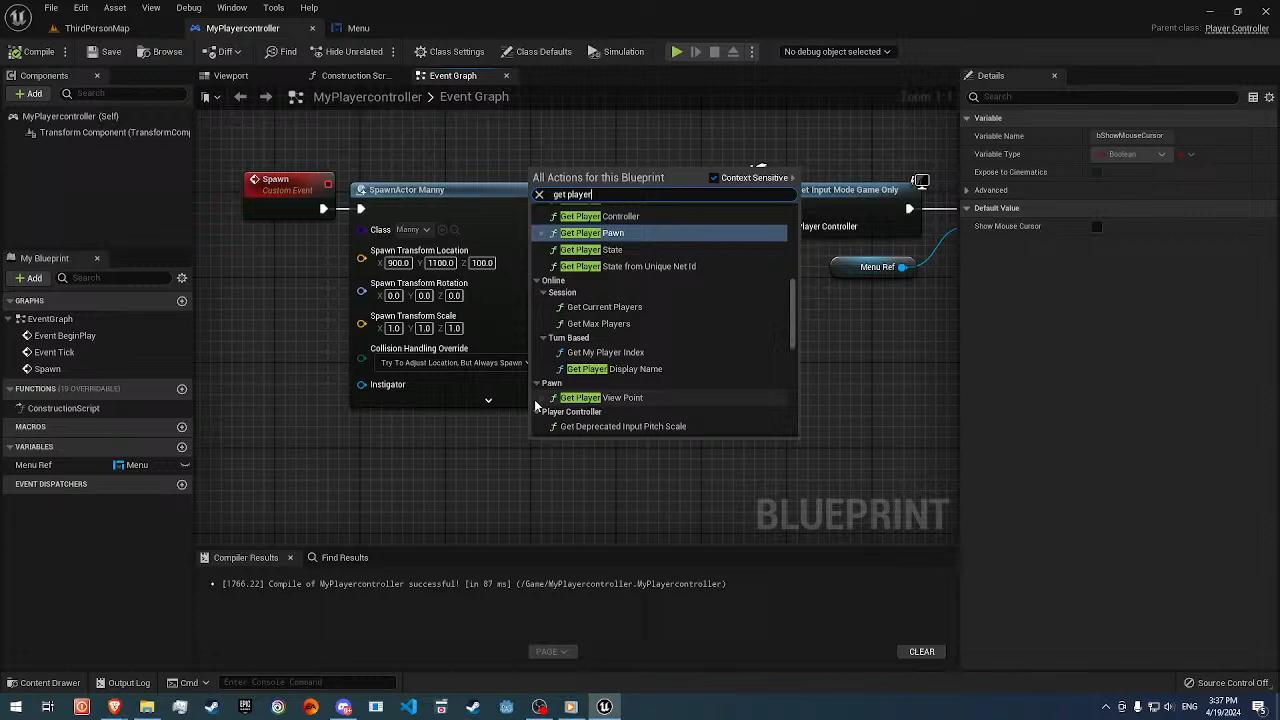 File Edit Asset View Debug Window Tools Help
ThirdPersonMap MyPlayercontroller Menu Parent class: Player Controller
Compile Save Browse Diff Find Hide Unrelated Class Settings Class Defaults Simulation No debug object selected
Components Viewport Construction Scr... Event Graph Details
Add Search MyPlayercontroller > Event Graph Search
MyPlayercontroller (Self)
Transform Component (TransformComp
My Blueprint
Add Search
GRAPHS
EventGraph
Event BeginPlay
Event Tick
Spawn
FUNCTIONS (19 OVERRIDABLE)
ConstructionScript
MACROS
VARIABLES
Menu Ref Menu
EVENT DISPATCHERS
Zoom 1:1
Spawn
Custom Event
SpawnActor Manny
Class Manny
Spawn Transform Location
X 900.0 Y 1100.0 Z 100.0
Spawn Transform Rotation
X 0.0 Y 0.0 Z 0.0
Spawn Transform Scale
X 1.0 Y 1.0 Z 1.0
Collision Handling Override
Try To Adjust Location, But Always Spawn
Instigator
All Actions for this Blueprint Context Sensitive
get player
Get Player Controller
Get Player Pawn
Get Player State
Get Player State from Unique Net Id
Online
Session
Get Current Players
Get Max Players
Turn Based
Get My Player Index
Get Player Display Name
Pawn
Get Player View Point
Player Controller
Get Deprecated Input Pitch Scale
et Input Mode Game Only
layer Controller
Menu Ref
BLUEPRINT
Variable
Variable Name bShowMouseCursor
Variable Type Boolean
Expose to Cinematics
Advanced
Default Value
Show Mouse Cursor
Compiler Results Find Results
[1766.22] Compile of MyPlayercontroller successful! [in 87 ms] (/Game/MyPlayercontroller.MyPlayercontroller)
PAGE CLEAR
Content Drawer Output Log Cmd Enter Console Command Source Control Off
3:37 PM
4/19/2024